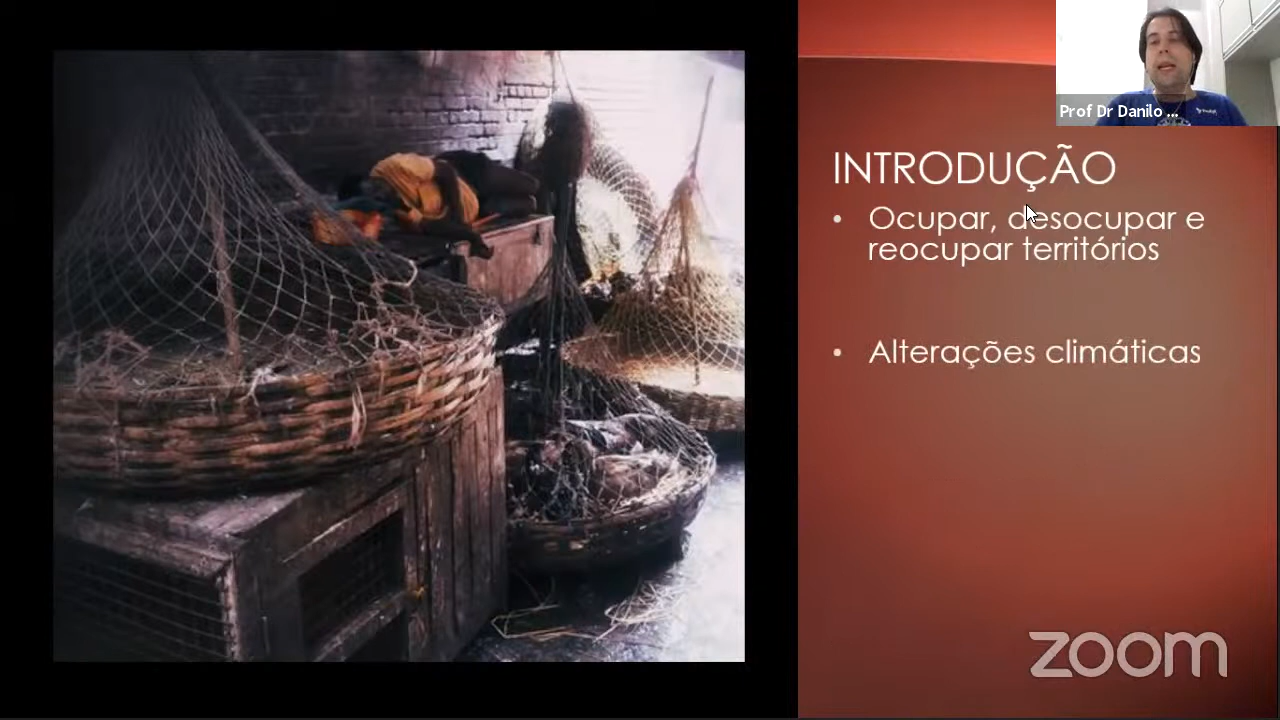 Prof Dr Danilo ...
INTRODUÇÃO
• Ocupar, desocupar e
reocupar territórios
• Alterações climáticas
zoom